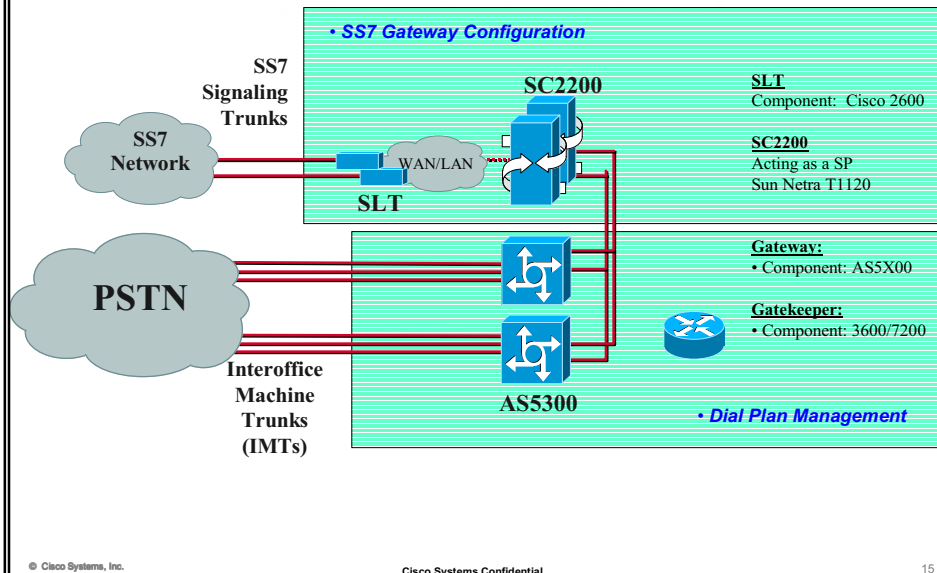 • SS7 Gateway Configuration
SS7
Signaling
Trunks
SC2200
SLT
Component: Cisco 2600
SS7
Network
WAN/LAN
SC2200
Acting as a SP
Sun Netra T1120
SLT
PSTN
Gateway:
• Component: AS5X00
Gatekeeper:
• Component: 3600/7200
Interoffice
Machine
Trunks
(IMTs)
AS5300
• Dial Plan Management
© Cisco Systems, Inc.
Cisco Systems Confidential
15